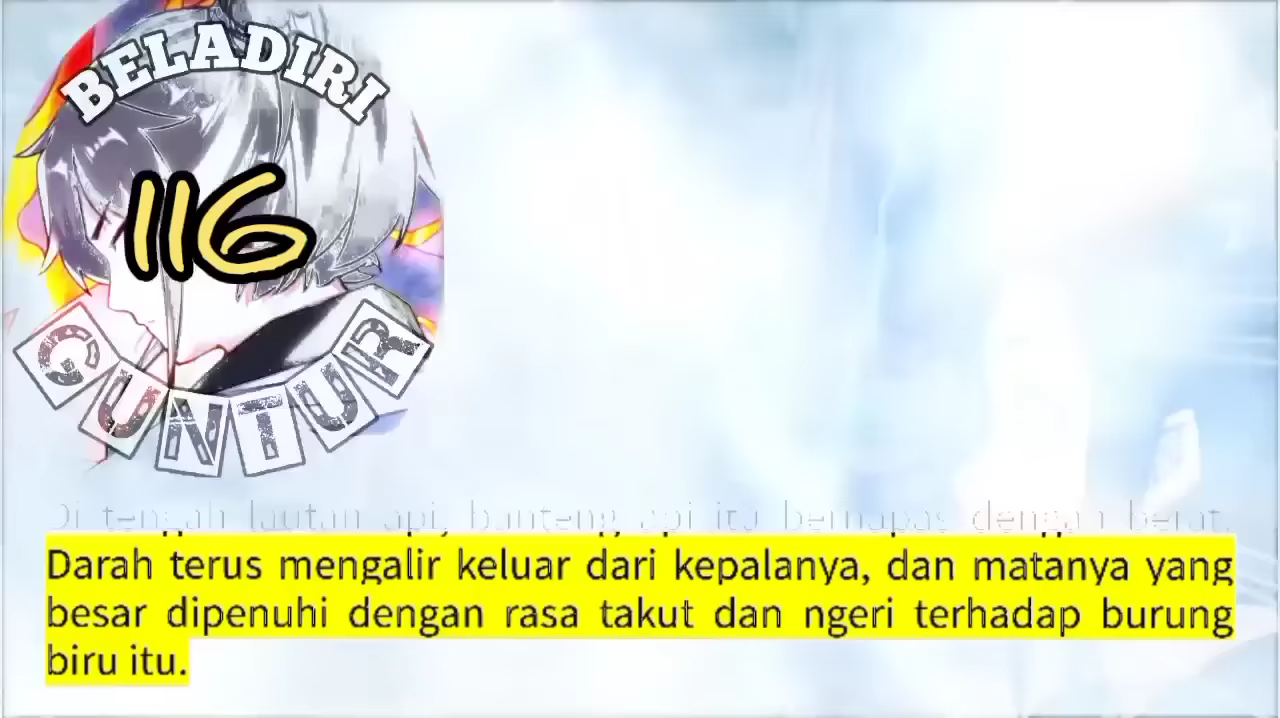 BELADIRI
116
GUNTUR
Di tengah lautan api, banteng api itu bernapas dengan berat.
Darah terus mengalir keluar dari kepalanya, dan matanya yang
besar dipenuhi dengan rasa takut dan ngeri terhadap burung
biru itu.